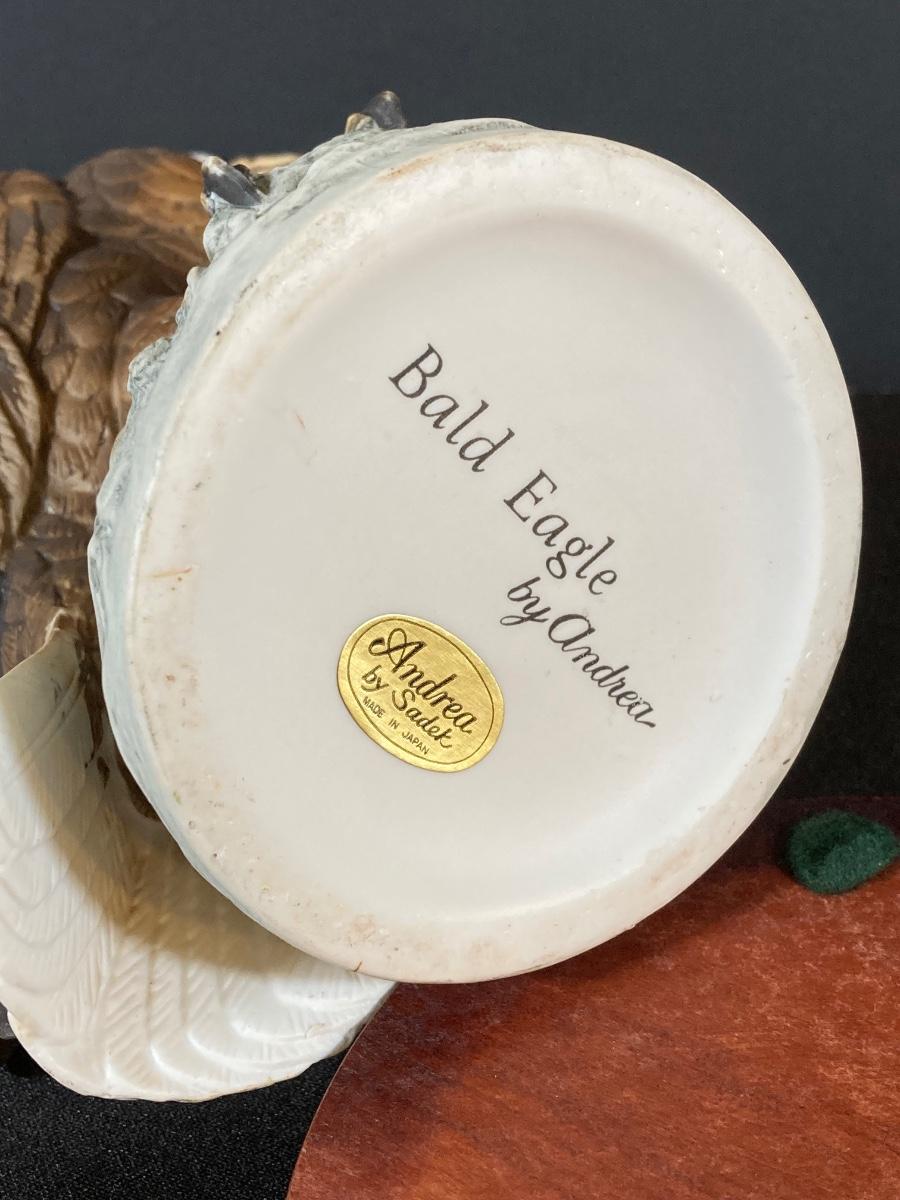 Bald Eagle
by Andrea
Andrea
by Sadek
MADE IN JAPAN